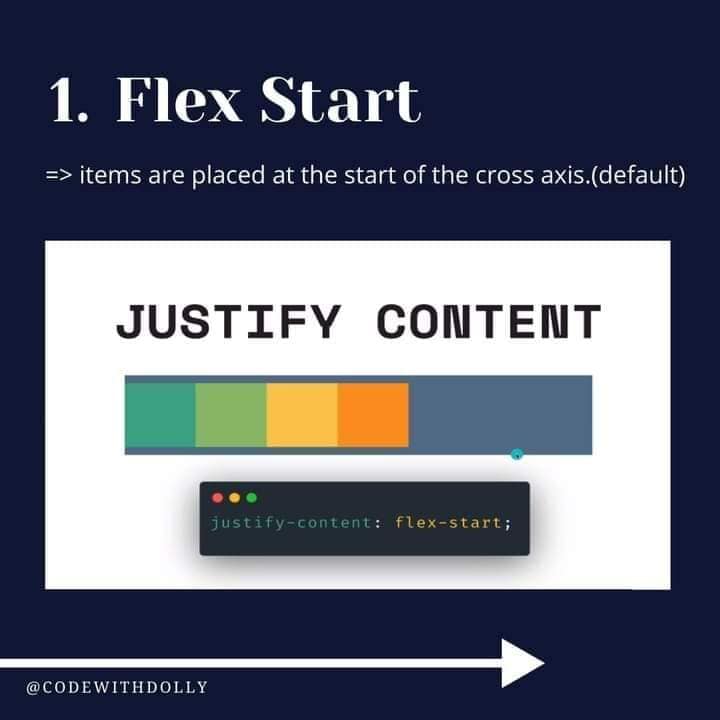 1. Flex Start
=> items are placed at the start of the cross axis.(default)
JUSTIFY CONTENT
justify-content: flex-start;
@CODEWITHDOLLY